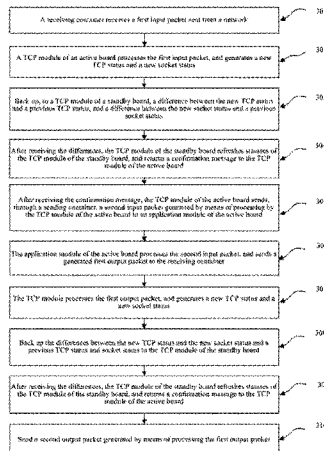 A receiving container receives a first input packet sent from a network
A TCP module of an active board processes the first input packet, and generates a new
TCP status and a new socket status
Back up, to a TCP module of a standby board, a difference between the new TCP status
and a previous TCP status, and a difference between the new socket status and a previous
socket status
After receiving the differences, the TCP module of the standby board refreshes statuses of
the TCP module of the standby board, and returns a confirmation message to the TCP
module of the active board
After receiving the confirmation message, the TCP module of the active board sends,
through a sending container, a second input packet generated by means of processing by
the TCP module of the active board to an application module of the active board
The application module of the active board processes the second input packet, and sends a
generated first output packet to the receiving container
The TCP module processes the first output packet, and generates a new TCP status and a
new socket status
Back up the differences between the new TCP status and the new socket status and a
previous TCP status and socket status to the TCP module of the standby board
After receiving the differences, the TCP module of the standby board refreshes statuses of
the TCP module of the standby board, and returns a confirmation message to the TCP
module of the active board
Send a second output packet generated by means of processing the first output packet